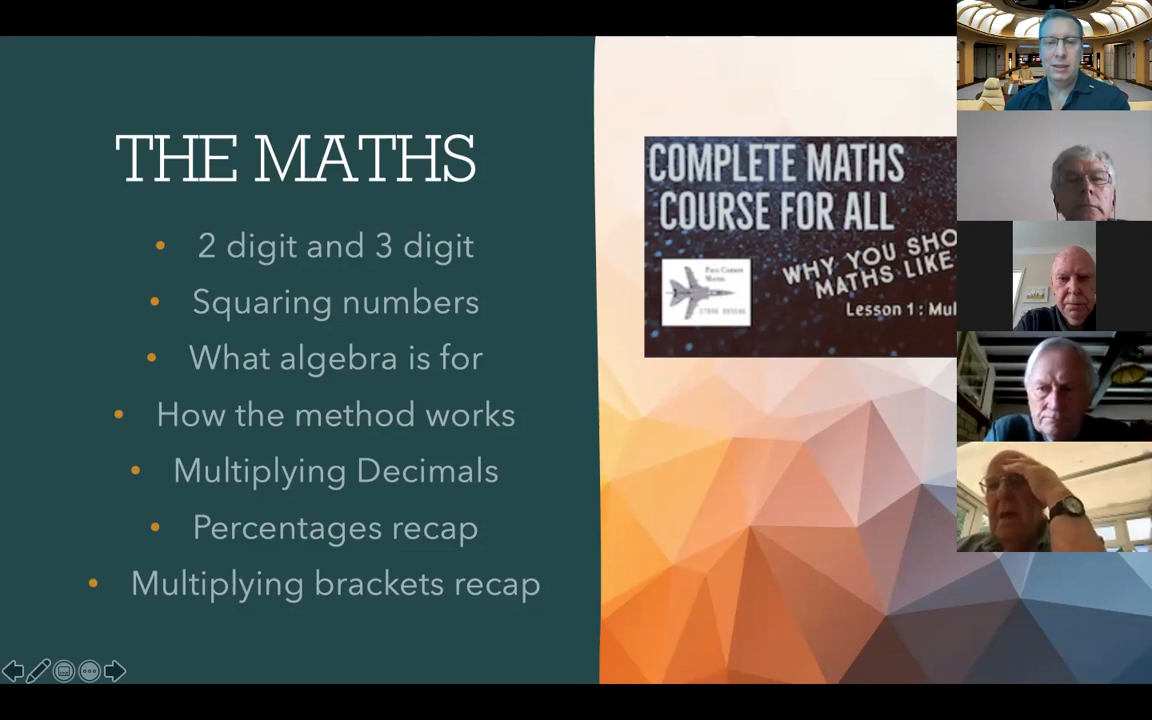 THE MATHS
2 digit and 3 digit
Squaring numbers
What algebra is for
How the method works
Multiplying Decimals
Percentages recap
Multiplying brackets recap
COMPLETE MATHS
COURSE FOR ALL
WHY YOU SHO
MATHS LIKE
Lesson 1: Mul